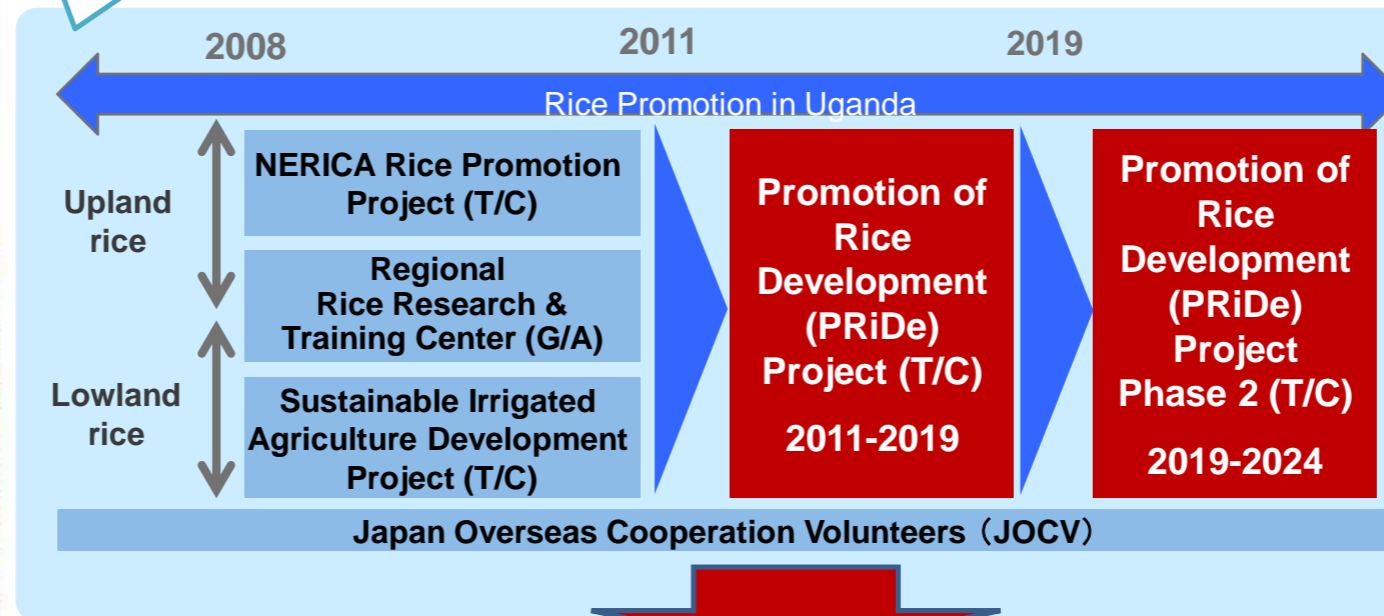 2008
2011
2019
Rice Promotion in Uganda
Upland
rice
Lowland
rice
NERICA Rice Promotion
Project (T/C)
Regional
Rice Research &
Training Center (G/A)
Sustainable Irrigated
Agriculture Development
Project (T/C)
Promotion of
Rice
Development
(PRiDe)
Project (T/C)
2011-2019
Promotion of
Rice
Development
(PRiDe)
Project
Phase 2 (T/C)
2019-2024
Japan Overseas Cooperation Volunteers（JOCV）